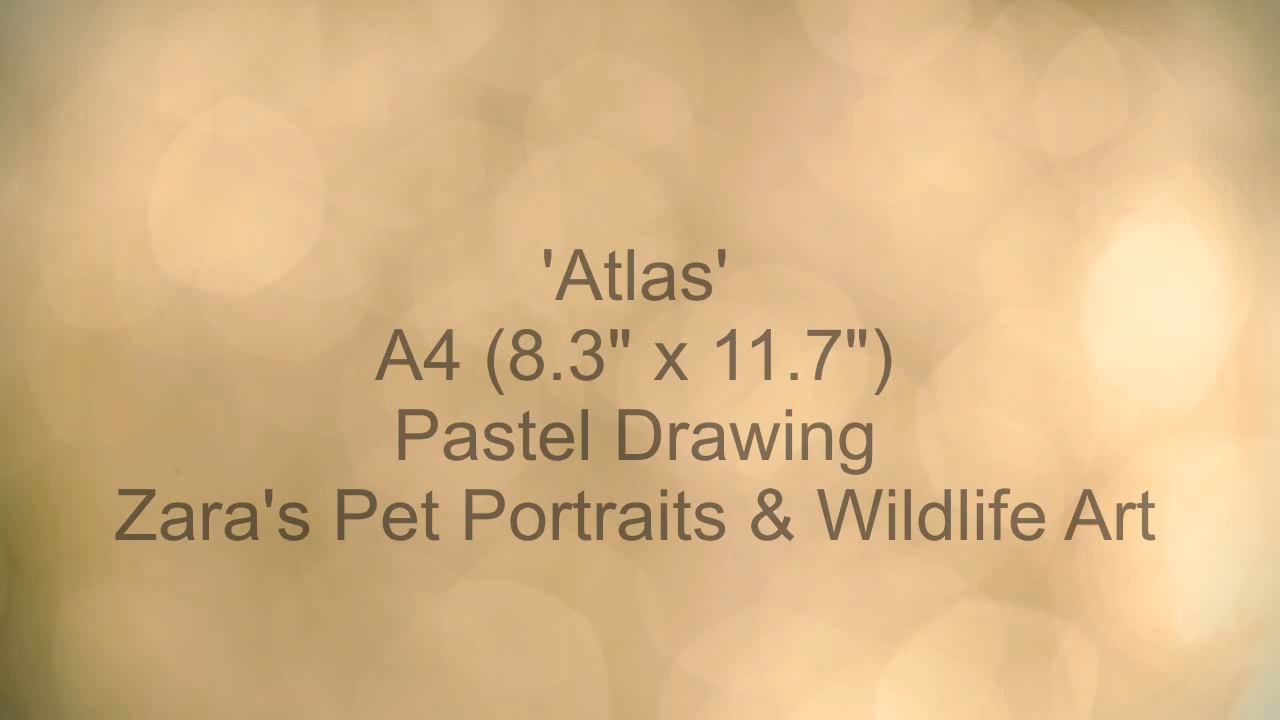 'Atlas'
A4 (8.3" x 11.7")
Pastel Drawing
Zara's Pet Portraits & Wildlife Art